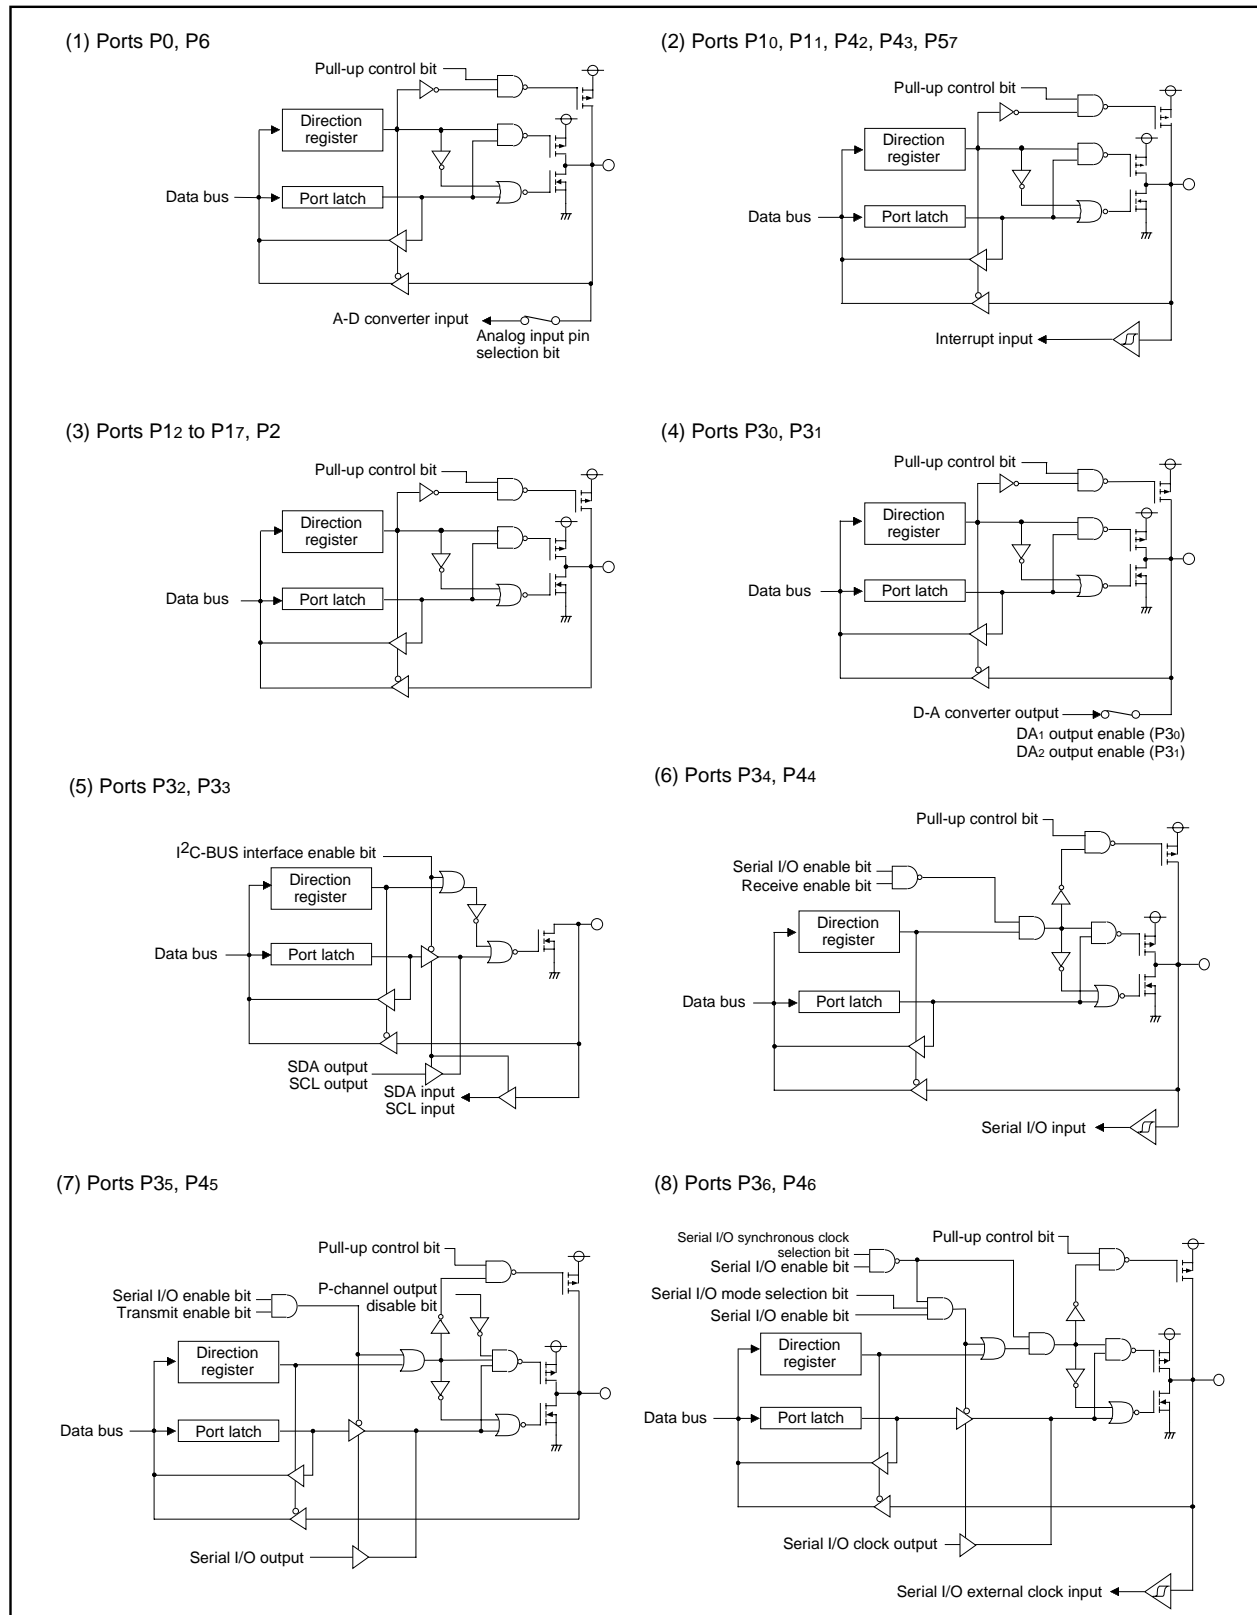 (1) Ports P0, P6
Pull-up control bit
Direction
register
Data bus
Port latch
A-D converter input
Analog input pin
selection bit
(2) Ports P10, P11, P42, P43, P57
Pull-up control bit
Direction
register
Data bus
Port latch
Interrupt input
(3) Ports P12 to P17, P2
Pull-up control bit
Direction
register
Data bus
Port latch
(4) Ports P30, P31
Pull-up control bit
Direction
register
Data bus
Port latch
D-A converter output
DA1 output enable (P30)
DA2 output enable (P31)
(5) Ports P32, P33
I2C-BUS interface enable bit
Direction
register
Data bus
Port latch
SDA output
SCL output
SDA input
SCL input
(6) Ports P34, P44
Pull-up control bit
Serial I/O enable bit
Receive enable bit
Direction
register
Data bus
Port latch
Serial I/O input
(7) Ports P35, P45
Pull-up control bit
P-channel output
disable bit
Serial I/O enable bit
Transmit enable bit
Direction
register
Data bus
Port latch
Serial I/O output
(8) Ports P36, P46
Serial I/O synchronous clock
selection bit
Serial I/O enable bit
Pull-up control bit
Serial I/O mode selection bit
Serial I/O enable bit
Direction
register
Data bus
Port latch
Serial I/O clock output
Serial I/O external clock input